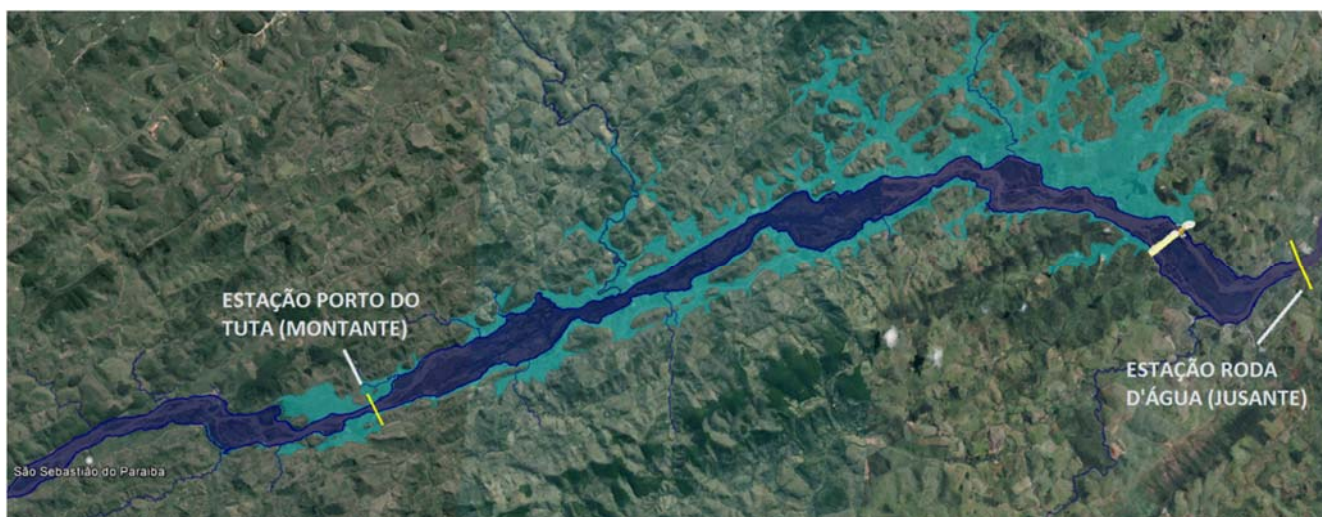 ESTAÇÃO PORTO DO
TUTA (MONTANTE)
ESTAÇÃO RODA
D'ÁGUA (JUSANTE)
São Sebastião do Paraíba